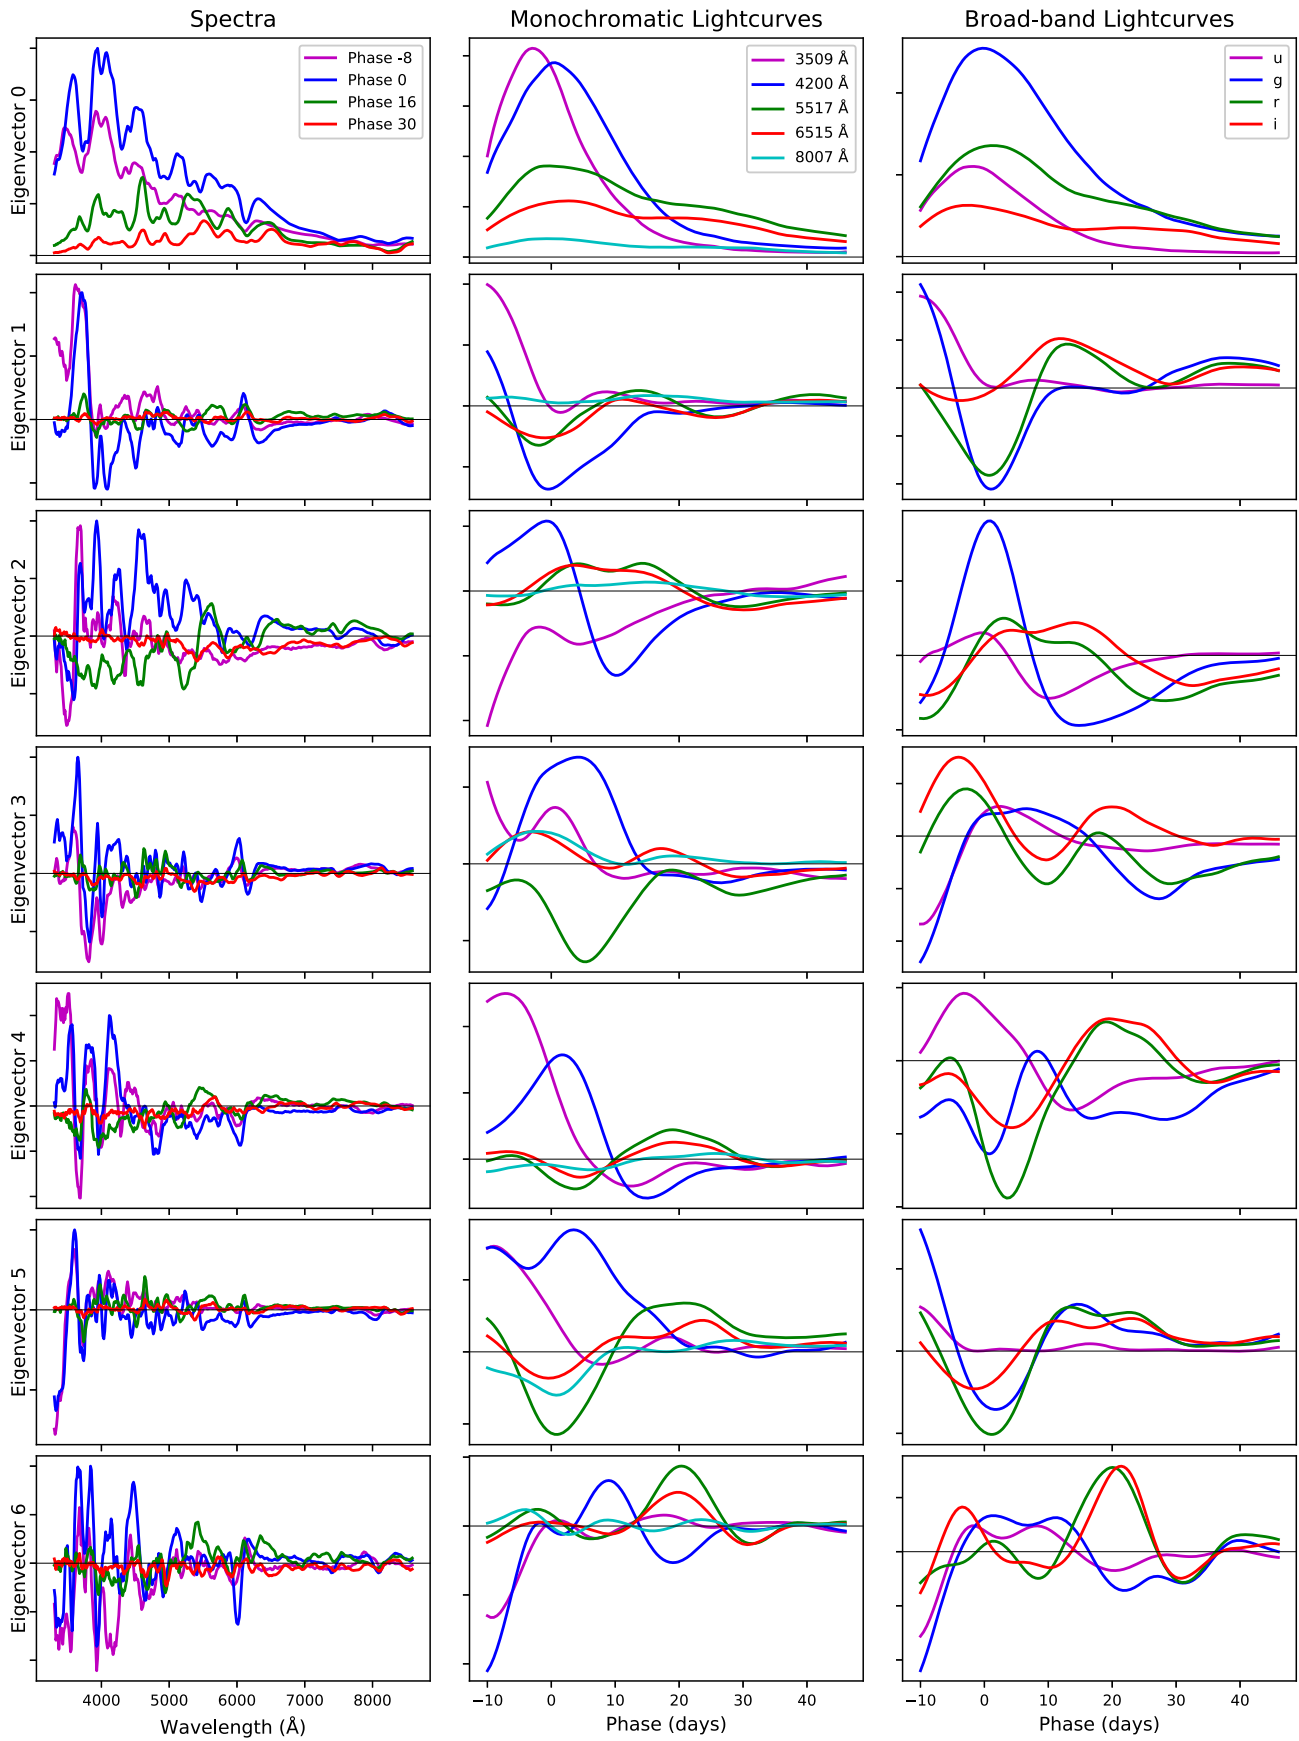 Spectra
Monochromatic Lightcurves
Broad-band Lightcurves
Eigenvector 0
Phase -8
Phase 0
Phase 16
Phase 30
3509 Å
4200 Å
5517 Å
6515 Å
8007 Å
u
g
r
i
Eigenvector 1
Eigenvector 2
Eigenvector 3
Eigenvector 4
Eigenvector 5
Eigenvector 6
4000 5000 6000 7000 8000
−10 0 10 20 30 40
−10 0 10 20 30 40
Wavelength (Å)
Phase (days)
Phase (days)